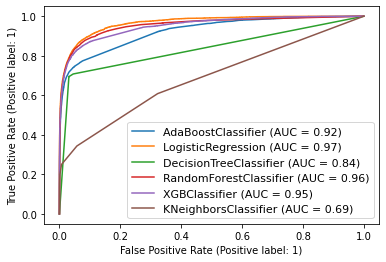 True Positive Rate (Positive label: 1)
1.0
0.8
0.6
0.4
0.2
0.0
AdaBoostClassifier (AUC = 0.92)
LogisticRegression (AUC = 0.97)
DecisionTreeClassifier (AUC = 0.84)
RandomForestClassifier (AUC = 0.96)
XGBClassifier (AUC = 0.95)
KNeighborsClassifier (AUC = 0.69)
0.0 0.2 0.4 0.6 0.8 1.0
False Positive Rate (Positive label: 1)